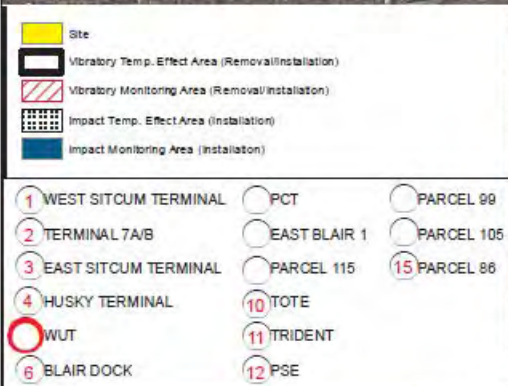 Site
Vibratory Temp. Effect Area (Removal/Installation)
Vibratory Monitoring Area (Removal/Installation)
Impact Temp. Effect Area (Installation)
Impact Monitoring Area (Installation)
1 WEST SITCUM TERMINAL
2 TERMINAL 7A/B
3 EAST SITCUM TERMINAL
4 HUSKY TERMINAL
WUT
6 BLAIR DOCK
PCT
EAST BLAIR 1
PARCEL 115
10 TOTE
11 TRIDENT
12 PSE
PARCEL 99
PARCEL 105
15 PARCEL 86